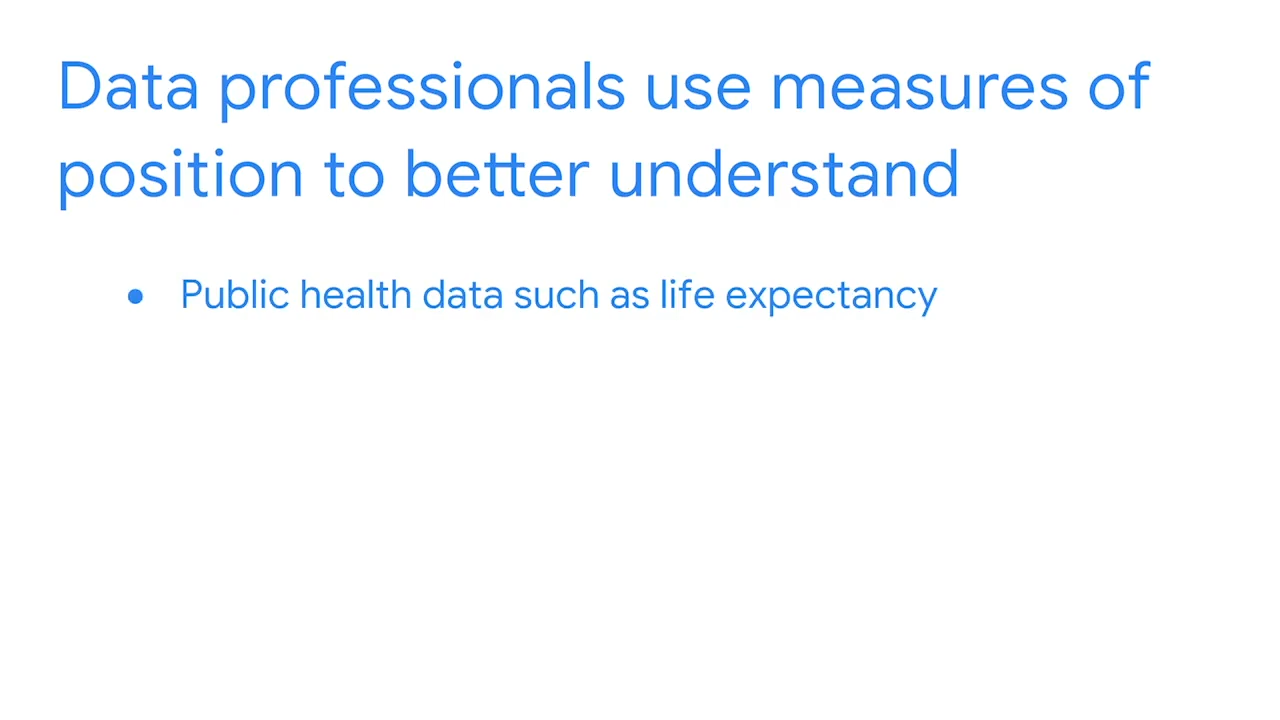 Data professionals use measures of
position to better understand
● Public health data such as life expectancy